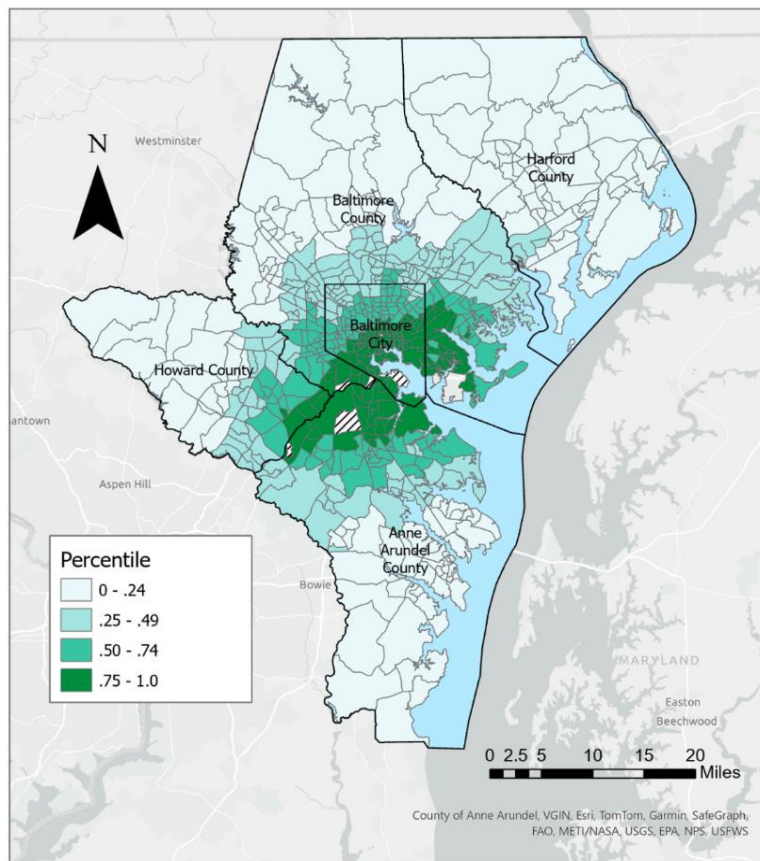 Westminster
N
Harford
County
Baltimore
County
Baltimore
City
Howard County
antown
Aspen Hill
Anne
Arundel
County
Bowie
Percentile
0 - .24
.25 - .49
.50 - .74
.75 - 1.0
MARYLAND
Easton
Beechwood
0 2.5 5 10 15 20
Miles
County of Anne Arundel, VGIN, Esri, TomTom, Garmin, SafeGraph,
FAO, METI/NASA, USGS, EPA, NPS, USFWS